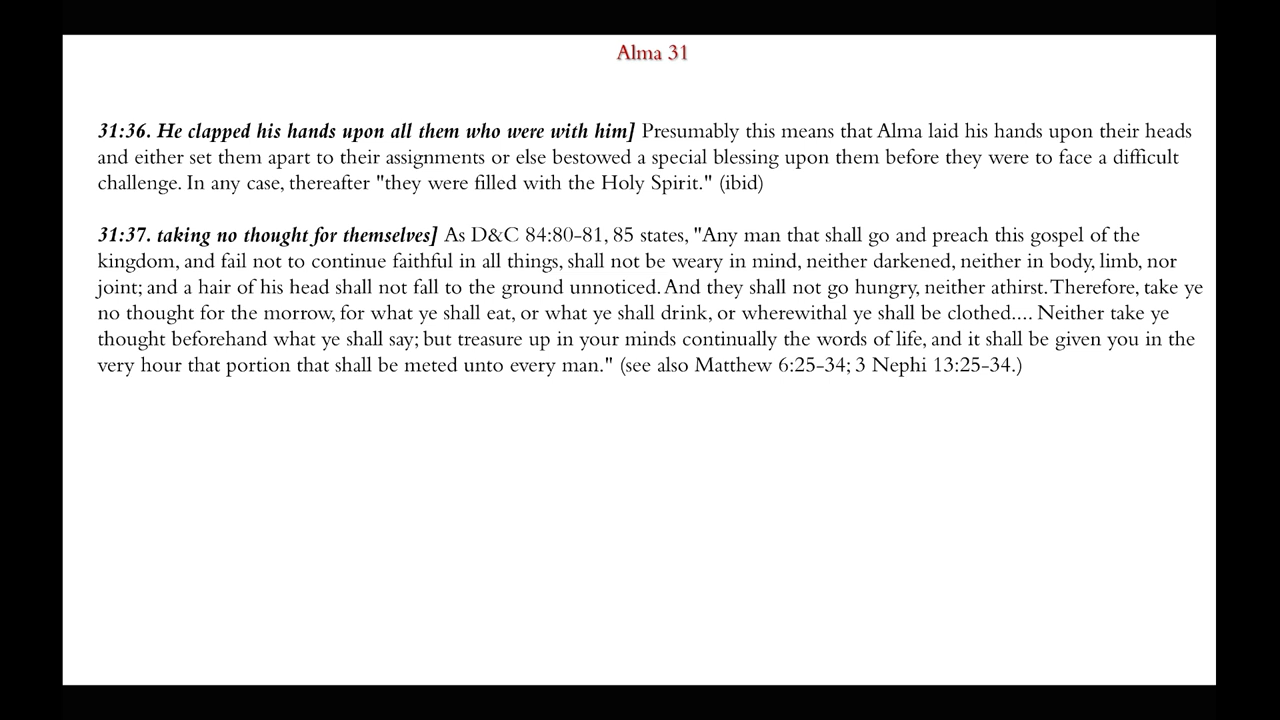 Alma 31
31:36. He clapped his hands upon all them who were with him] Presumably this means that Alma laid his hands upon their heads
and either set them apart to their assignments or else bestowed a special blessing upon them before they were to face a difficult
challenge. In any case, thereafter "they were filled with the Holy Spirit." (ibid)
31:37. taking no thought for themselves] As D&C 84:80-81, 85 states, "Any man that shall go and preach this gospel of the
kingdom, and fail not to continue faithful in all things, shall not be weary in mind, neither darkened, neither in body, limb, nor
joint; and a hair of his head shall not fall to the ground unnoticed. And they shall not go hungry, neither athirst. Therefore, take ye
no thought for the morrow, for what ye shall eat, or what ye shall drink, or wherewithal ye shall be clothed.... Neither take ye
thought beforehand what ye shall say; but treasure up in your minds continually the words of life, and it shall be given you in the
very hour that portion that shall be meted unto every man." (see also Matthew 6:25-34; 3 Nephi 13:25-34.)